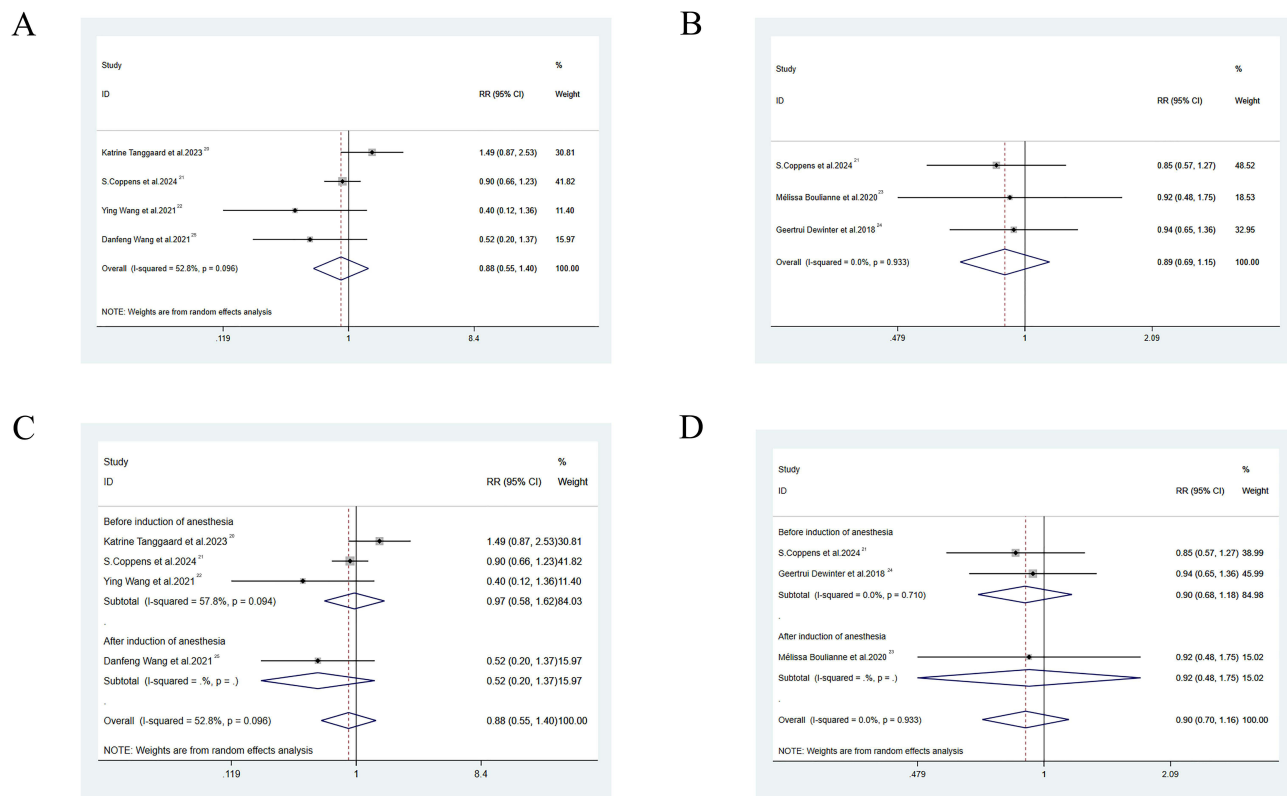 A
Study %
ID RR (95% CI) Weight
Katrine Tanggaard et al.2023 20 1.49 (0.87, 2.53) 30.81
S.Coppens et al.2024 21 0.90 (0.66, 1.23) 41.82
Ying Wang et al.2021 22 0.40 (0.12, 1.36) 11.40
Danfeng Wang et al.2021 25 0.52 (0.20, 1.37) 15.97
Overall (I-squared = 52.8%, p = 0.096) 0.88 (0.55, 1.40) 100.00
NOTE: Weights are from random effects analysis
.119 1 8.4
B
Study %
ID RR (95% CI) Weight
S.Coppens et al.2024 21 0.85 (0.57, 1.27) 48.52
Mélissa Boulianne et al.2020 23 0.92 (0.48, 1.75) 18.53
Geertrui Dewinter et al.2018 24 0.94 (0.65, 1.36) 32.95
Overall (I-squared = 0.0%, p = 0.933) 0.89 (0.69, 1.15) 100.00
.479 1 2.09
C
Study %
ID RR (95% CI) Weight
Before induction of anesthesia
Katrine Tanggaard et al.2023 20 1.49 (0.87, 2.53) 30.81
S.Coppens et al.2024 21 0.90 (0.66, 1.23) 41.82
Ying Wang et al.2021 22 0.40 (0.12, 1.36) 11.40
Subtotal (I-squared = 57.8%, p = 0.094) 0.97 (0.58, 1.62) 84.03
.
After induction of anesthesia
Danfeng Wang et al.2021 25 0.52 (0.20, 1.37) 15.97
Subtotal (I-squared = .%, p = .) 0.52 (0.20, 1.37) 15.97
.
Overall (I-squared = 52.8%, p = 0.096) 0.88 (0.55, 1.40) 100.00
NOTE: Weights are from random effects analysis
.119 1 8.4
D
Study %
ID RR (95% CI) Weight
Before induction of anesthesia
S.Coppens et al.2024 21 0.85 (0.57, 1.27) 38.99
Geertrui Dewinter et al.2018 24 0.94 (0.65, 1.36) 45.99
Subtotal (I-squared = 0.0%, p = 0.710) 0.90 (0.68, 1.18) 84.98
.
After induction of anesthesia
Mélissa Boulianne et al.2020 23 0.92 (0.48, 1.75) 15.02
Subtotal (I-squared = .%, p = .) 0.92 (0.48, 1.75) 15.02
.
Overall (I-squared = 0.0%, p = 0.933) 0.90 (0.70, 1.16) 100.00
NOTE: Weights are from random effects analysis
.479 1 2.09